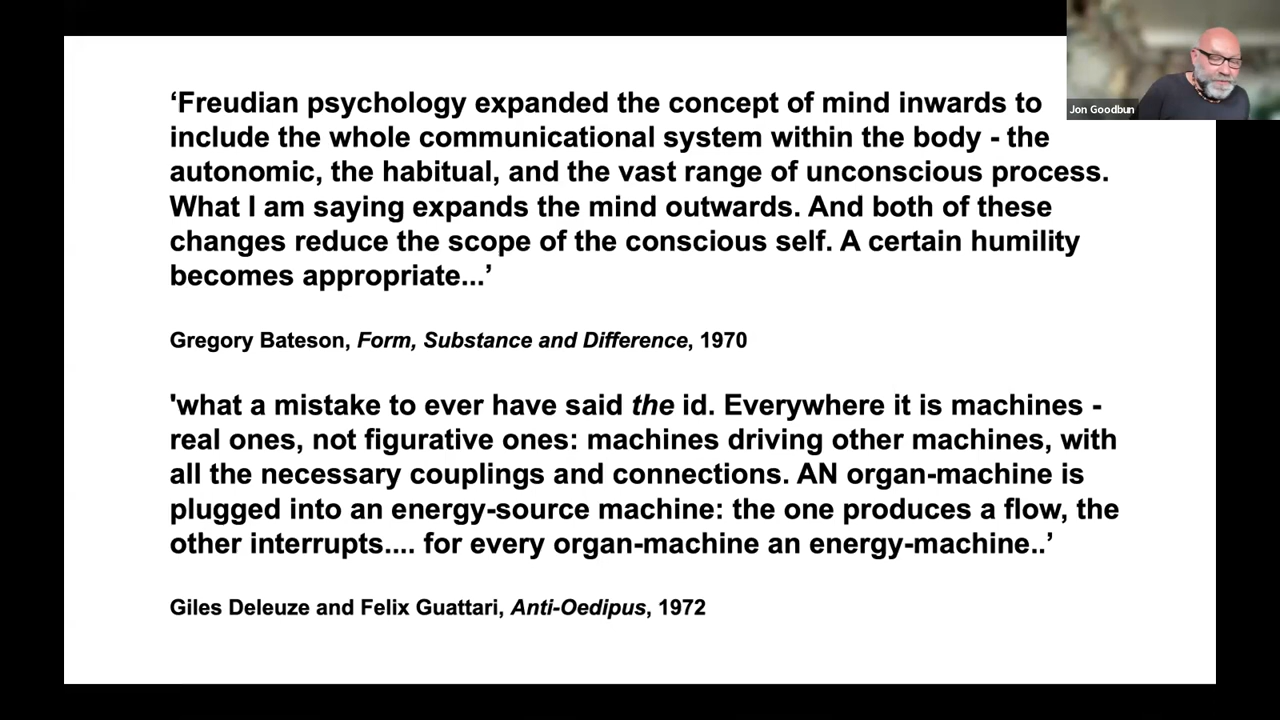 ‘Freudian psychology expanded the concept of mind inwards to
include the whole communicational system within the body - the
autonomic, the habitual, and the vast range of unconscious process.
What I am saying expands the mind outwards. And both of these
changes reduce the scope of the conscious self. A certain humility
becomes appropriate...’
Gregory Bateson, Form, Substance and Difference, 1970
'what a mistake to ever have said the id. Everywhere it is machines -
real ones, not figurative ones: machines driving other machines, with
all the necessary couplings and connections. AN organ-machine is
plugged into an energy-source machine: the one produces a flow, the
other interrupts.... for every organ-machine an energy-machine..’
Giles Deleuze and Felix Guattari, Anti-Oedipus, 1972
Jon Goodbun